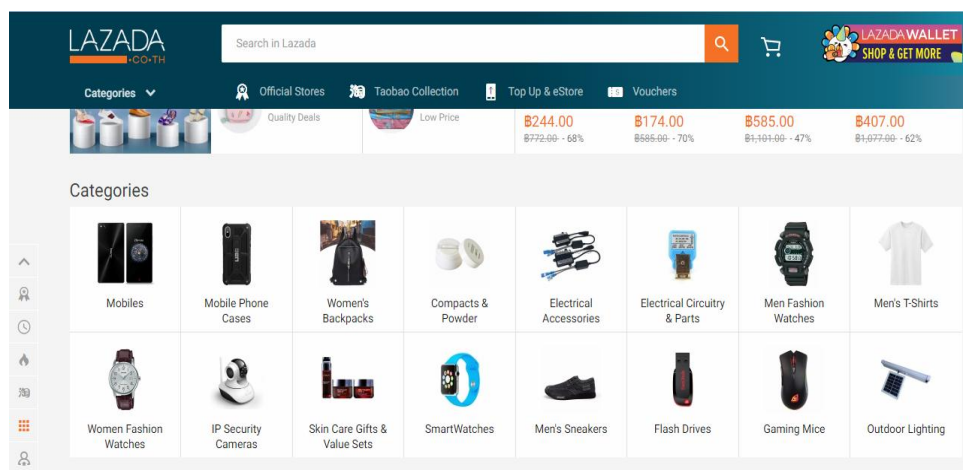 LAZADA
•CO•TH
Search in Lazada
LAZADA WALLET
SHOP & GET MORE
Categories
Official Stores
Taobao Collection
Top Up & eStore
Vouchers
Quality Deals
Low Price
฿244.00
฿772.00 - 68%
฿174.00
฿585.00 - 70%
฿585.00
฿1,101.00 - 47%
฿407.00
฿1,077.00 - 62%
Categories
Mobiles
Mobile Phone
Cases
Women's
Backpacks
Compacts &
Powder
Electrical
Accessories
Electrical Circuitry
& Parts
Men Fashion
Watches
Men's T-Shirts
Women Fashion
Watches
IP Security
Cameras
Skin Care Gifts &
Value Sets
SmartWatches
Men's Sneakers
Flash Drives
Gaming Mice
Outdoor Lighting